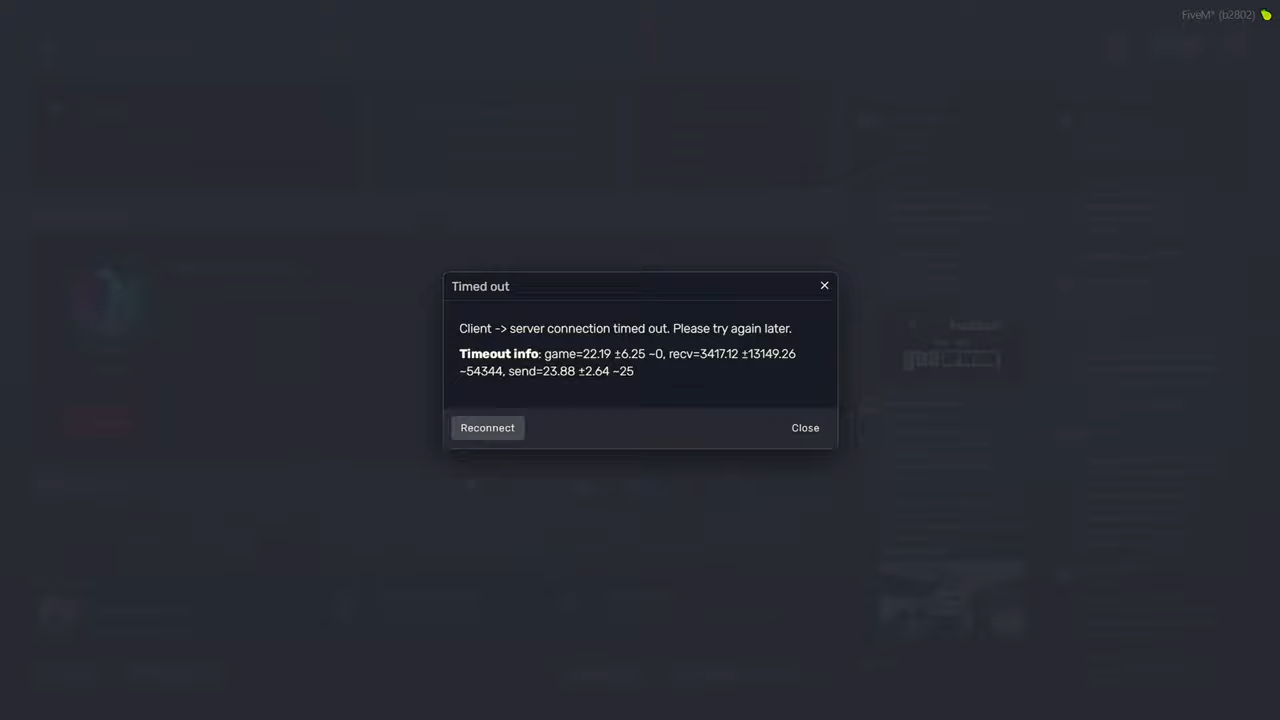 FiveM* (b2802)
Timed out
Client -> server connection timed out. Please try again later.
Timeout info: game=22.19 ±6.25 ~0, recv=3417.12 ±13149.26
~54344, send=23.88 ±2.64 ~25
Reconnect
Close